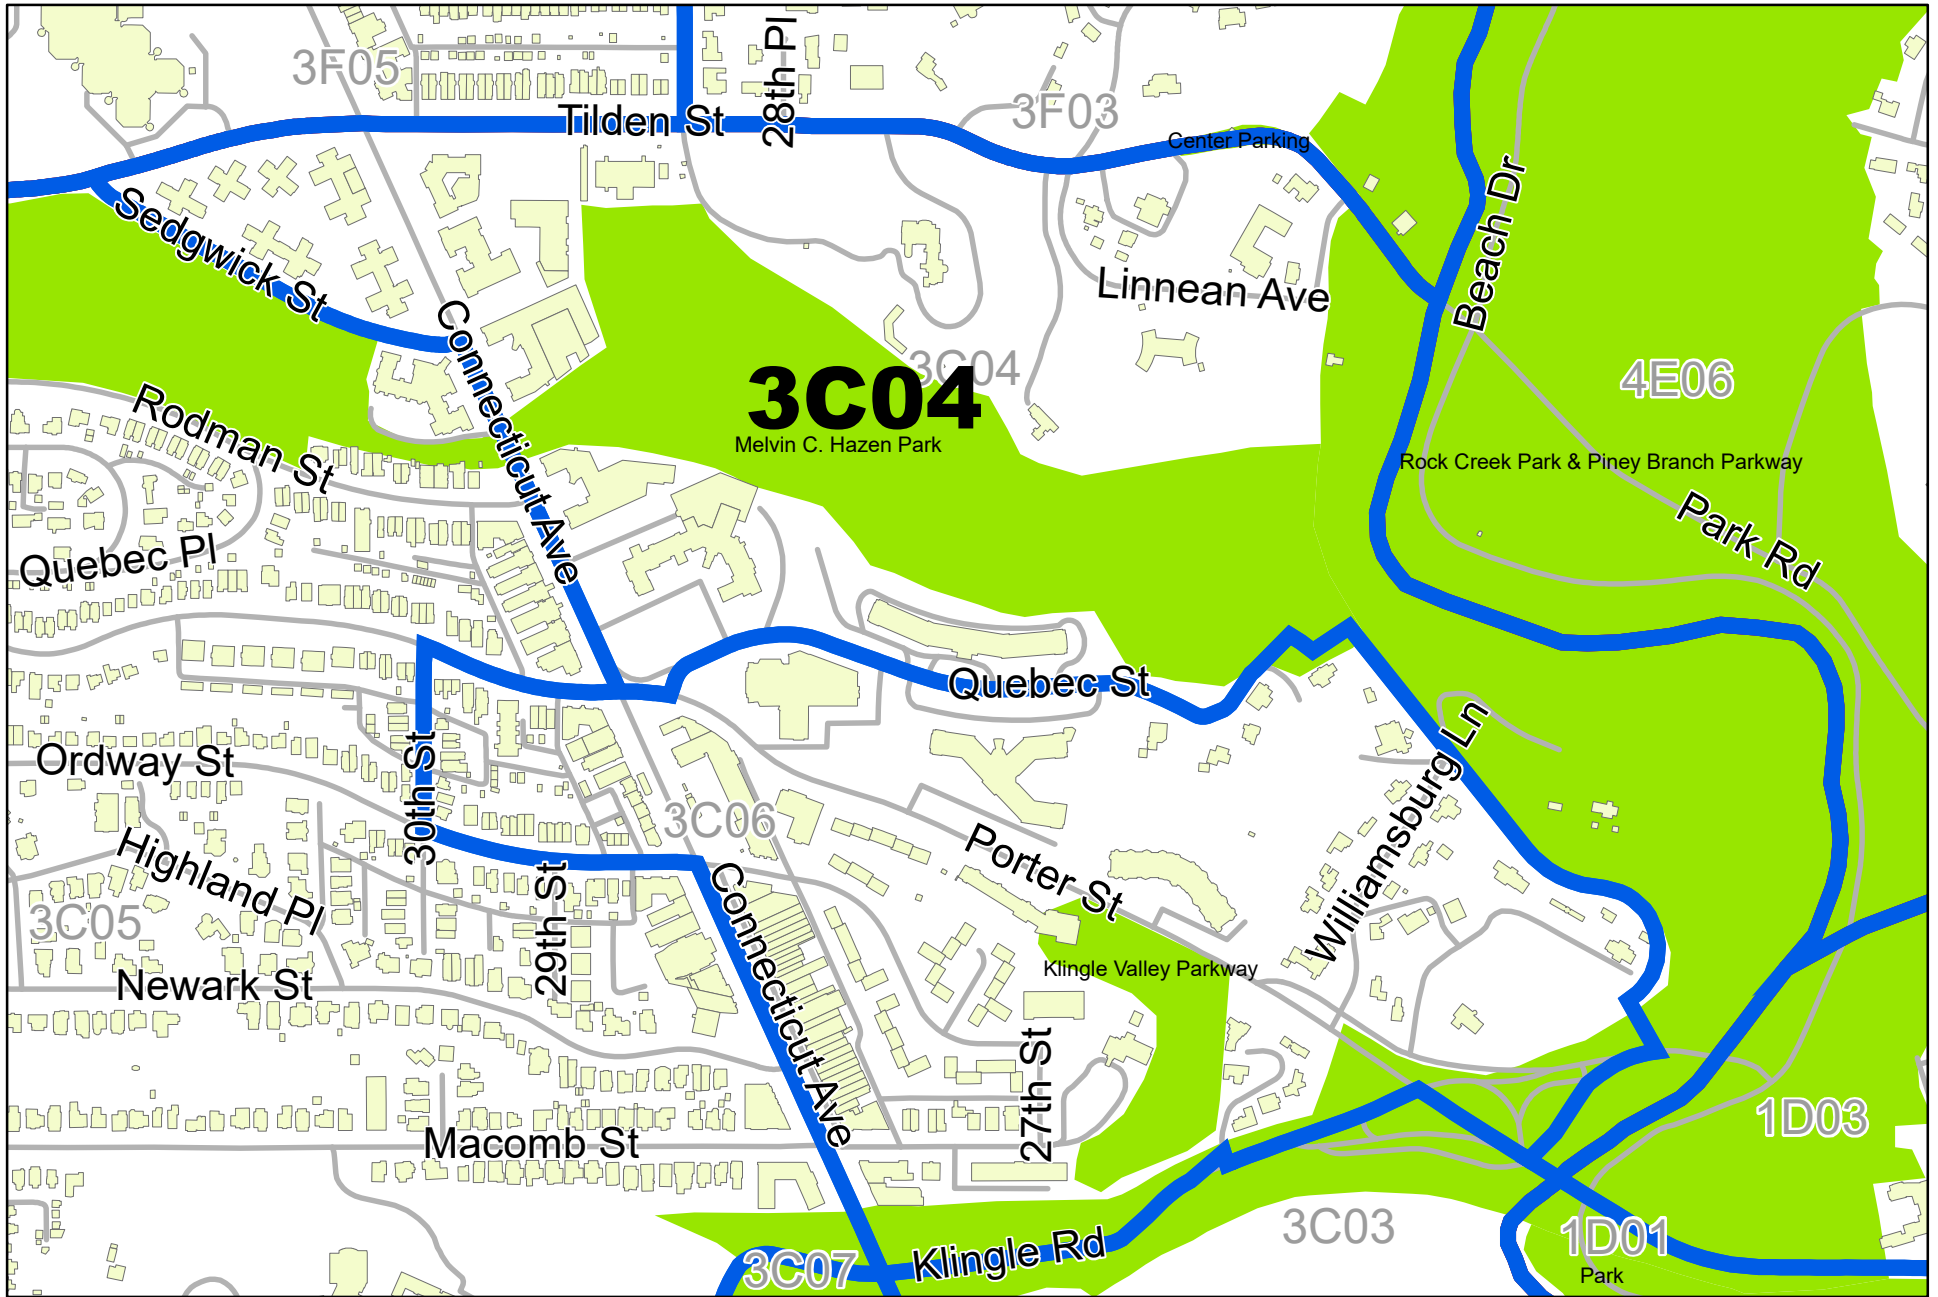 3F05
28th Pl
Tilden St
3F03
Center Parking
Beach Dr
Sedgwick St
Linnean Ave
Connecticut Ave
3C04
3C04
Melvin C. Hazen Park
4E06
Rodman St
Rock Creek Park & Piney Branch Parkway
Park Rd
Quebec Pl
Quebec St
Ordway St
30th St
Williamsburg Ln
3C06
Highland Pl
Porter St
29th St
Connecticut Ave
3C05
Newark St
Klingle Valley Parkway
27th St
Macomb St
1D03
3C03
3C07
Klingle Rd
1D01
Park